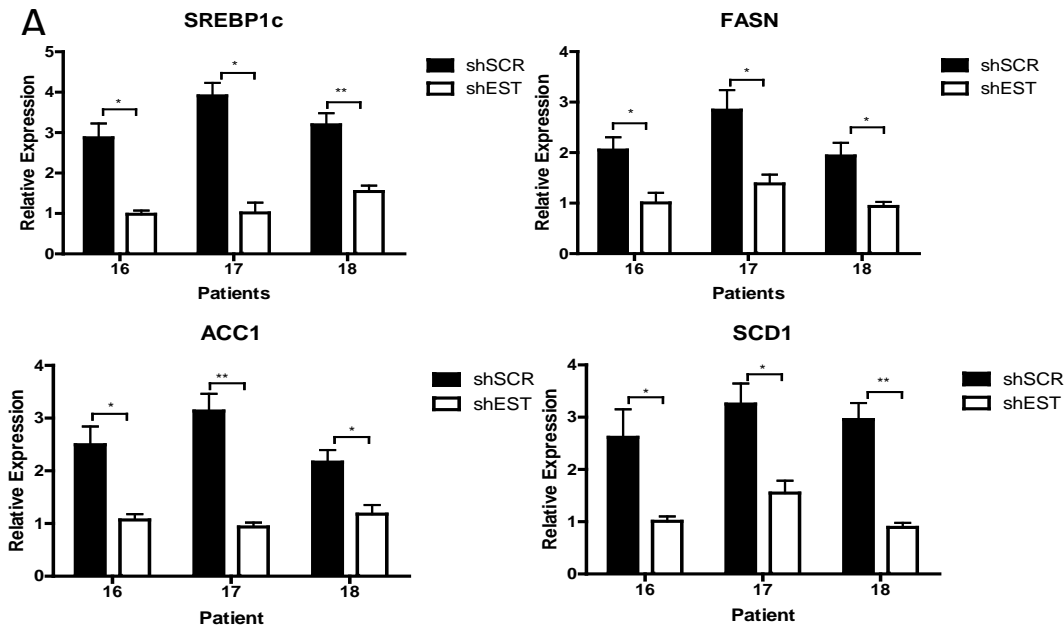 A
SREBP1c
Relative Expression
5
4
3
2
1
0
*
*
**
shSCR
shEST
16 17 18
Patients
FASN
Relative Expression
4
3
2
1
0
*
*
*
shSCR
shEST
16 17 18
Patients
ACC1
Relative Expression
4
3
2
1
0
*
**
*
shSCR
shEST
16 17 18
Patient
SCD1
Relative Expression
4
3
2
1
0
*
*
**
shSCR
shEST
16 17 18
Patient